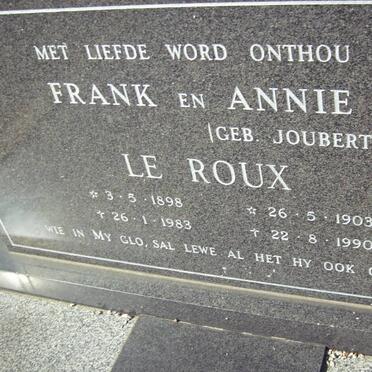 MET LIEFDE WORD ONTHOU
FRANK EN ANNIE
(GEB. JOUBERT
LE ROUX
☆ 3-5-1898 ☆ 26-5-1903
† 26-1-1983 † 22-8-1990
WIE IN MY GLO, SAL LEWE AL HET HY OOK